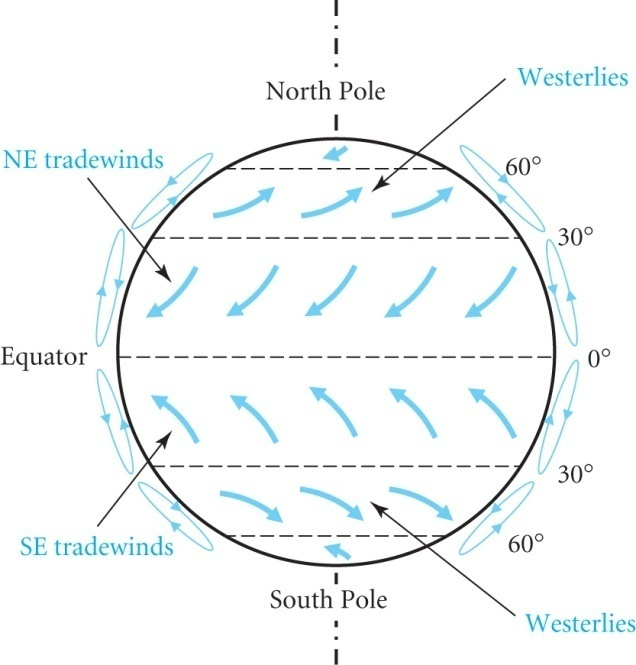 Westerlies
North Pole
NE tradewinds
60°
30°
Equator
0°
30°
SE tradewinds
60°
South Pole
Westerlies